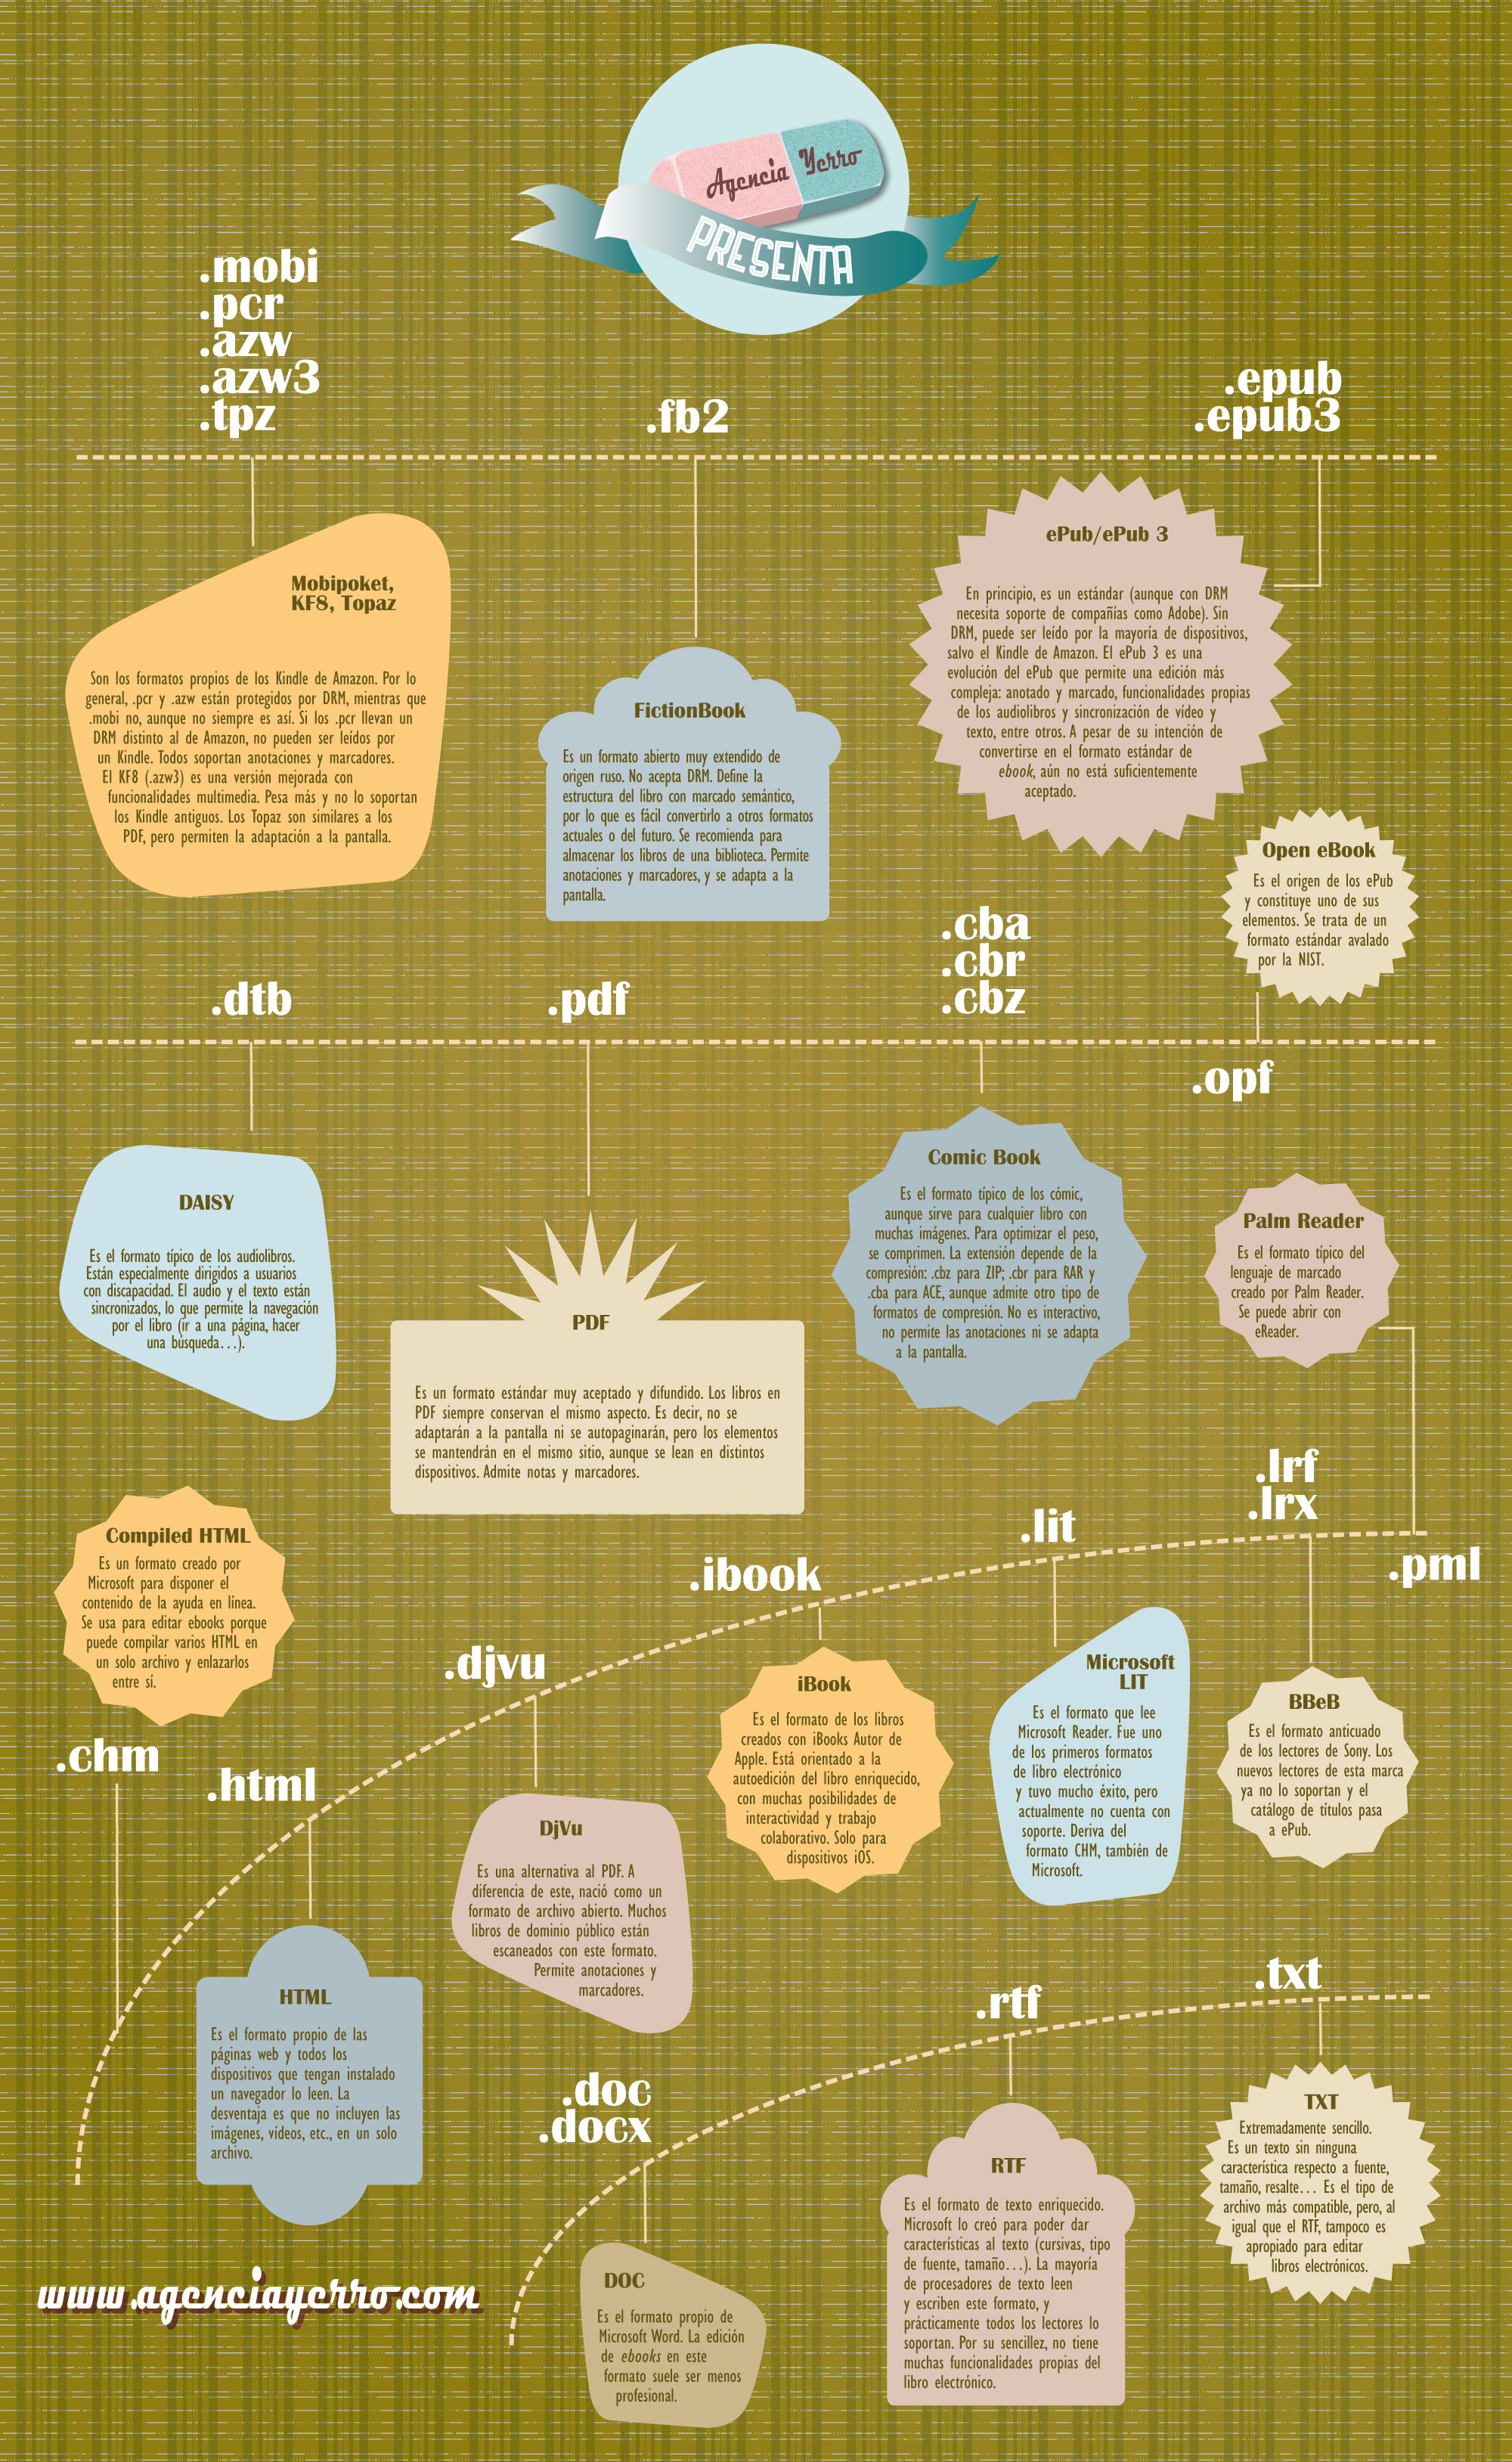 Agencia Yerro
PRESENTA
.mobi
.pcr
.azw
.azw3
.tpz
.fb2
.epub
.epub3
Mobipoket,
KF8, Topaz
Son los formatos propios de los Kindle de Amazon. Por lo
general, .pcr y .azw están protegidos por DRM, mientras que
.mobi no, aunque no siempre es así. Si los .pcr llevan un
DRM distinto al de Amazon, no pueden ser leídos por
un Kindle. Todos soportan anotaciones y marcadores.
El KF8 (.azw3) es una versión mejorada con
funcionalidades multimedia. Pesa más y no lo soportan
los Kindle antiguos. Los Topaz son similares a los
PDF, pero permiten la adaptación a la pantalla.
FictionBook
Es un formato abierto muy extendido de
origen ruso. No acepta DRM. Define la
estructura del libro con marcado semántico,
por lo que es fácil convertirlo a otros formatos
actuales o del futuro. Se recomienda para
almacenar los libros de una biblioteca. Permite
anotaciones y marcadores, y se adapta a la
pantalla.
ePub/ePub 3
En principio, es un estándar (aunque con DRM
necesita soporte de compañías como Adobe). Sin
DRM, puede ser leído por la mayoría de dispositivos,
salvo el Kindle de Amazon. El ePub 3 es una
evolución del ePub que permite una edición más
compleja: anotado y marcado, funcionalidades propias
de los audiolibros y sincronización de vídeo y
texto, entre otros. A pesar de su intención de
convertirse en el formato estándar de
ebook, aún no está suficientemente
aceptado.
Open eBook
Es el origen de los ePub
y constituye uno de sus
elementos. Se trata de un
formato estándar avalado
por la NIST.
.dtb
.pdf
.cba
.cbr
.cbz
.opf
DAISY
Es el formato típico de los audiolibros.
Están especialmente dirigidos a usuarios
con discapacidad. El audio y el texto están
sincronizados, lo que permite la navegación
por el libro (ir a una página, hacer
una búsqueda…).
PDF
Es un formato estándar muy aceptado y difundido. Los libros en
PDF siempre conservan el mismo aspecto. Es decir, no se
adaptarán a la pantalla ni se autopaginarán, pero los elementos
se mantendrán en el mismo sitio, aunque se lean en distintos
dispositivos. Admite notas y marcadores.
Comic Book
Es el formato típico de los cómic,
aunque sirve para cualquier libro con
muchas imágenes. Para optimizar el peso,
se comprimen. La extensión depende de la
compresión: .cbz para ZIP; .cbr para RAR y
.cba para ACE, aunque admite otro tipo de
formatos de compresión. No es interactivo,
no permite las anotaciones ni se adapta
a la pantalla.
Palm Reader
Es el formato típico del
lenguaje de marcado
creado por Palm Reader.
Se puede abrir con
eReader.
Compiled HTML
Es un formato creado por
Microsoft para disponer el
contenido de la ayuda en línea.
Se usa para editar ebooks porque
puede compilar varios HTML en
un solo archivo y enlazarlos
entre sí.
.chm
.html
.djvu
.ibook
.lit
.lrf
.lrx
.pml
HTML
Es el formato propio de las
páginas web y todos los
dispositivos que tengan instalado
un navegador lo leen. La
desventaja es que no incluyen las
imágenes, vídeos, etc., en un solo
archivo.
DjVu
Es una alternativa al PDF. A
diferencia de este, nació como un
formato de archivo abierto. Muchos
libros de dominio público están
escaneados con este formato.
Permite anotaciones y
marcadores.
iBook
Es el formato de los libros
creados con iBooks Autor de
Apple. Está orientado a la
autoedición del libro enriquecido,
con muchas posibilidades de
interactividad y trabajo
colaborativo. Solo para
dispositivos iOS.
Microsoft
LIT
Es el formato que lee
Microsoft Reader. Fue uno
de los primeros formatos
de libro electrónico
y tuvo mucho éxito, pero
actualmente no cuenta con
soporte. Deriva del
formato CHM, también de
Microsoft.
BBeB
Es el formato anticuado
de los lectores de Sony. Los
nuevos lectores de esta marca
ya no lo soportan y el
catálogo de títulos pasa
a ePub.
.doc
.docx
.rtf
.txt
DOC
Es el formato propio de
Microsoft Word. La edición
de ebooks en este
formato suele ser menos
profesional.
RTF
Es el formato de texto enriquecido.
Microsoft lo creó para poder dar
características al texto (cursivas, tipo
de fuente, tamaño…). La mayoría
de procesadores de texto leen
y escriben este formato, y
prácticamente todos los lectores lo
soportan. Por su sencillez, no tiene
muchas funcionalidades propias del
libro electrónico.
TXT
Extremadamente sencillo.
Es un texto sin ninguna
característica respecto a fuente,
tamaño, resalte… Es el tipo de
archivo más compatible, pero, al
igual que el RTF, tampoco es
apropiado para editar
libros electrónicos.
www.agenciayerro.com